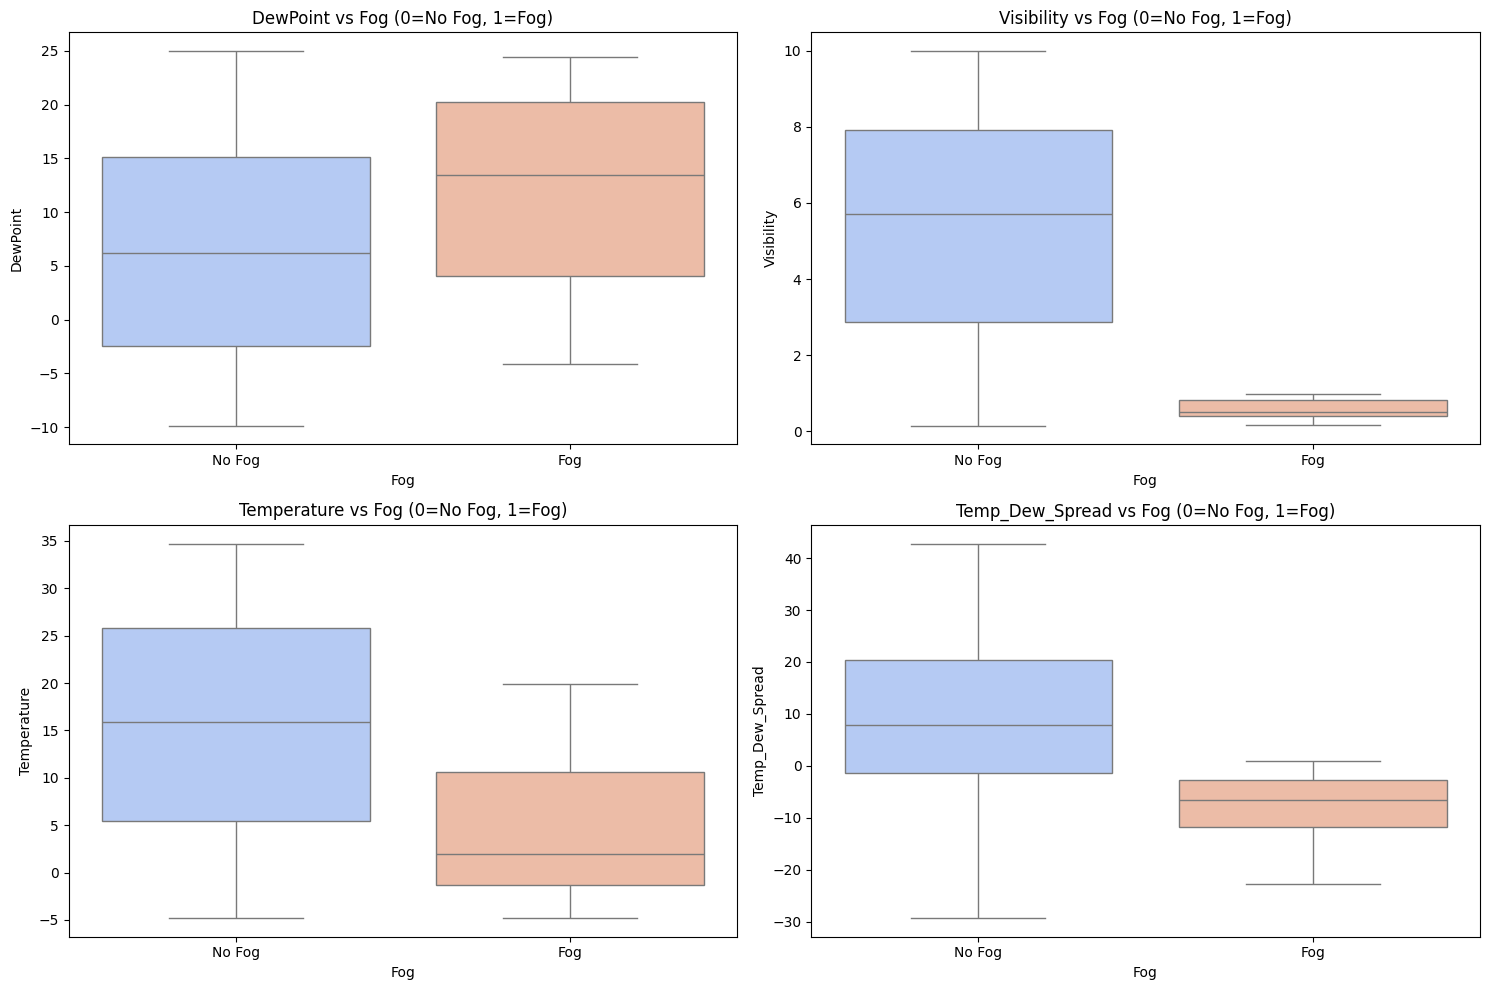 DewPoint vs Fog (0=No Fog, 1=Fog)
25
20
15
10
5
0
−5
−10
DewPoint
No Fog
Fog
Fog
Visibility vs Fog (0=No Fog, 1=Fog)
10
8
6
4
2
0
Visibility
No Fog
Fog
Fog
Temperature vs Fog (0=No Fog, 1=Fog)
35
30
25
20
15
10
5
0
−5
Temperature
No Fog
Fog
Fog
Temp_Dew_Spread vs Fog (0=No Fog, 1=Fog)
40
30
20
10
0
−10
−20
−30
Temp_Dew_Spread
No Fog
Fog
Fog